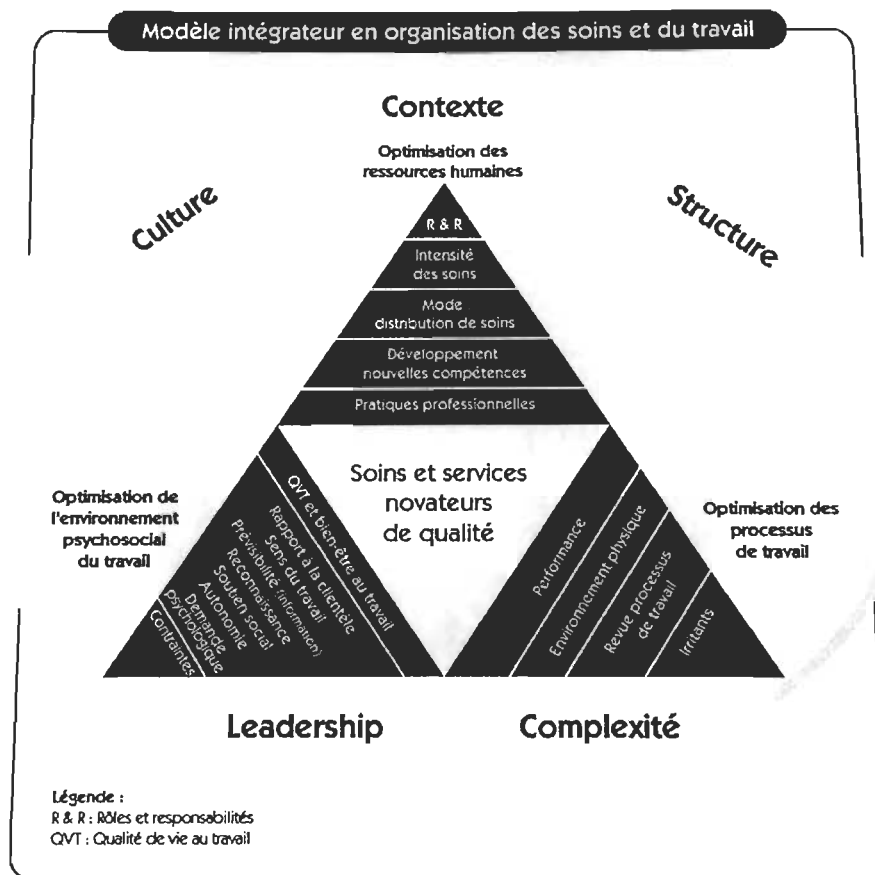 Modèle intégrateur en organisation des soins et du travail
Contexte
Optimisation des
ressources humaines
Culture
Structure
R & R
Intensité
des soins
Mode
distribution de soins
Développement
nouvelles compétences
Pratiques professionnelles
Soins et services
novateurs
de qualité
Optimisation de
l'environnement
psychosocial
du travail
QVT et bien-être au travail
Rapport à la clientèle
Sens du travail
Prévisibilité (information)
Reconnaissance
Soutien social
Autonomie
Demande
psychologique
Contraintes
Performance
Environnement physique
Revue processus
de travail
Irritants
Optimisation des
processus
de travail
Leadership
Complexité
Légende :
R & R : Rôles et responsabilités
QVT : Qualité de vie au travail